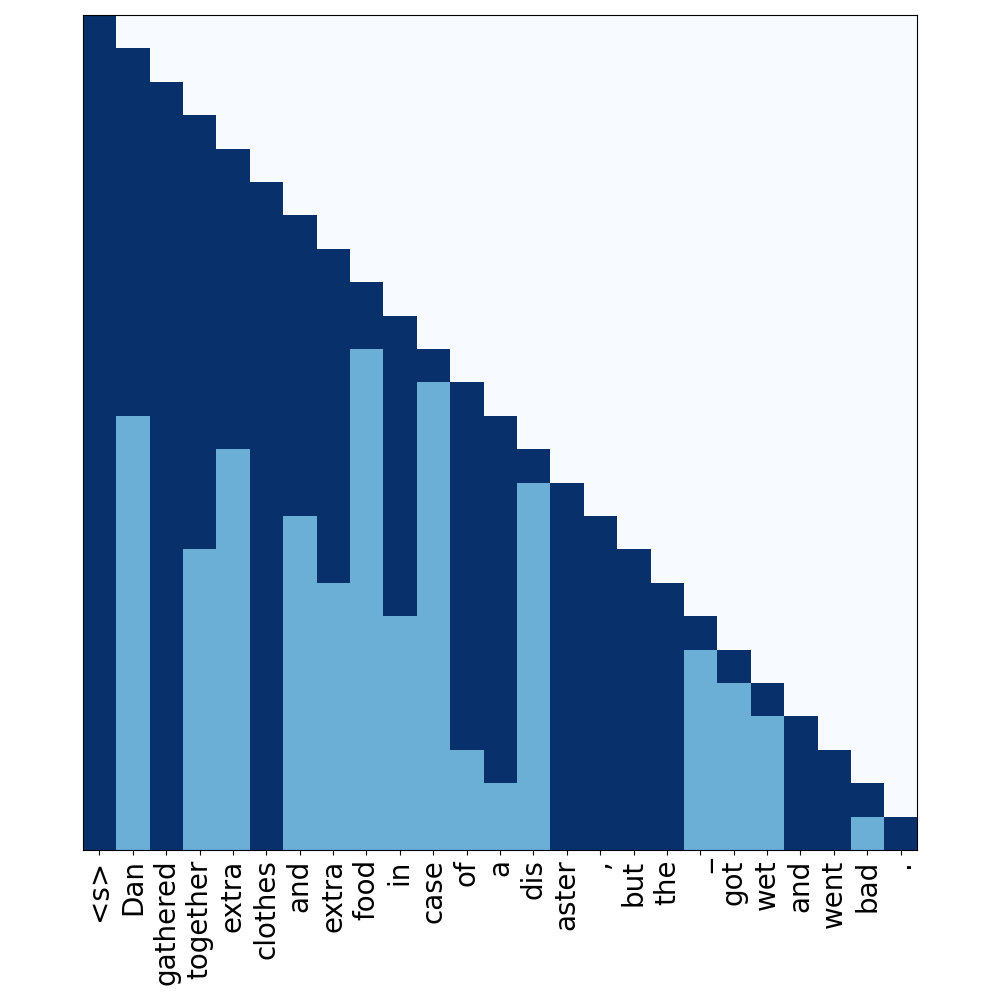 <s>
Dan
gathered
together
extra
clothes
and
extra
food
in
case
of
a
dis
aster
,
but
the
_
got
wet
and
went
bad
.